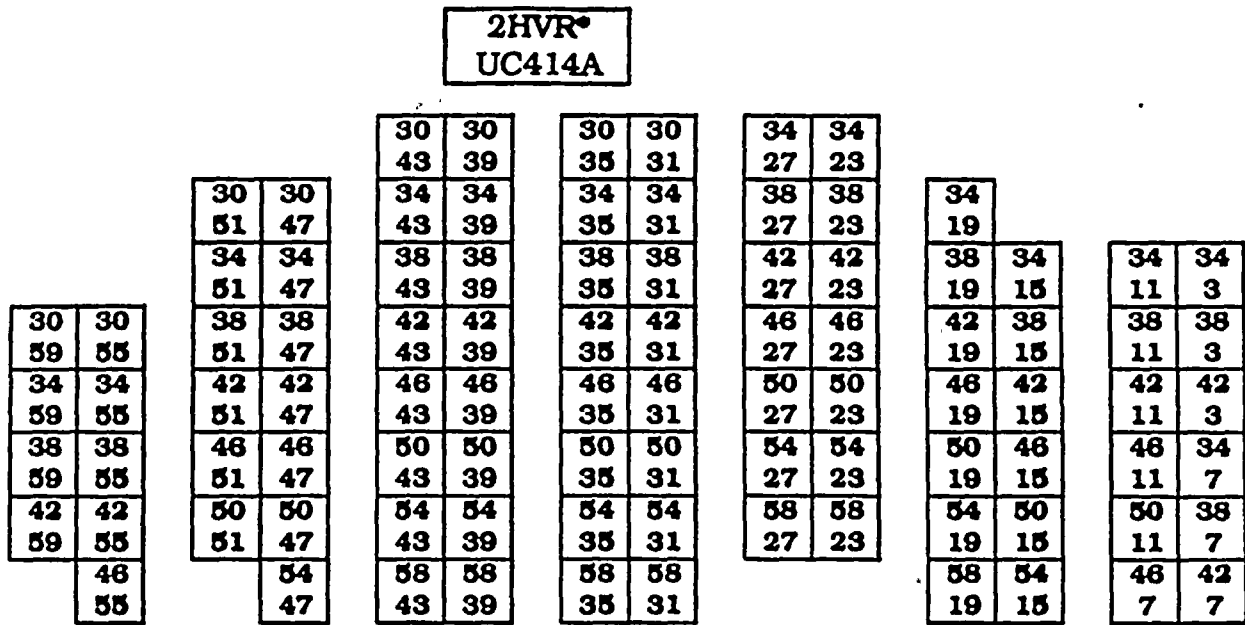 2HVR*
UC414A
30 30 30 30 34 34
43 39 35 31 27 23
30 30 34 34 34 34 38 38 34
51 47 43 39 35 31 27 23 19
34 34 38 38 38 38 42 42 38 34 34 34
51 47 43 39 35 31 27 23 19 15 11 3
30 30 38 38 42 42 42 42 46 46 42 38 38 38
59 55 51 47 43 39 35 31 27 23 19 15 11 3
34 34 42 42 46 46 46 46 50 50 46 42 42 42
59 55 51 47 43 39 35 31 27 23 19 15 11 3
38 38 46 46 50 50 50 50 54 54 50 46 46 34
59 55 51 47 43 39 35 31 27 23 19 15 11 7
42 42 50 50 54 54 54 54 58 58 54 50 50 38
59 55 51 47 43 39 35 31 27 23 19 15 11 7
46 54 58 58 58 58 58 54 46 42
55 47 43 39 35 31 19 15 7 7